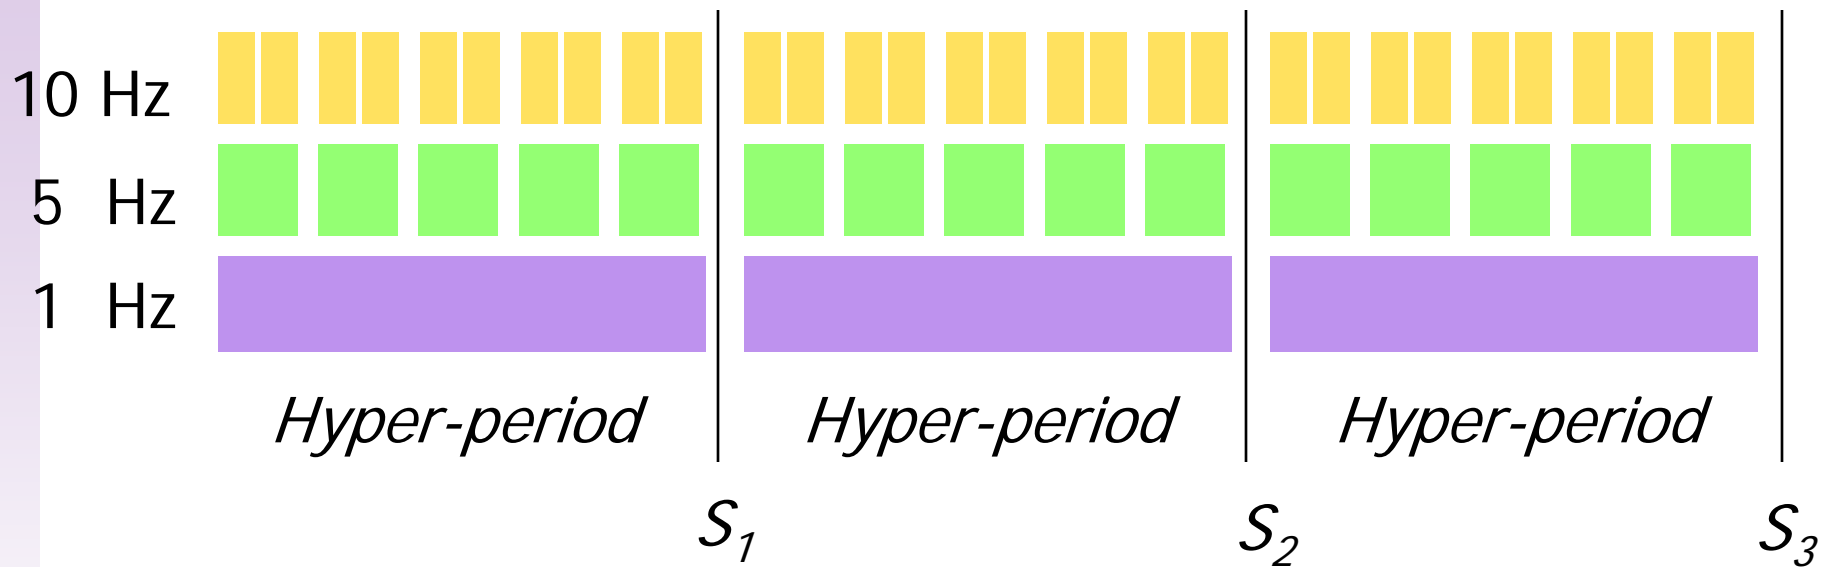 10 Hz
5 Hz
1 Hz
Hyper-period Hyper-period Hyper-period
S1 S2 S3